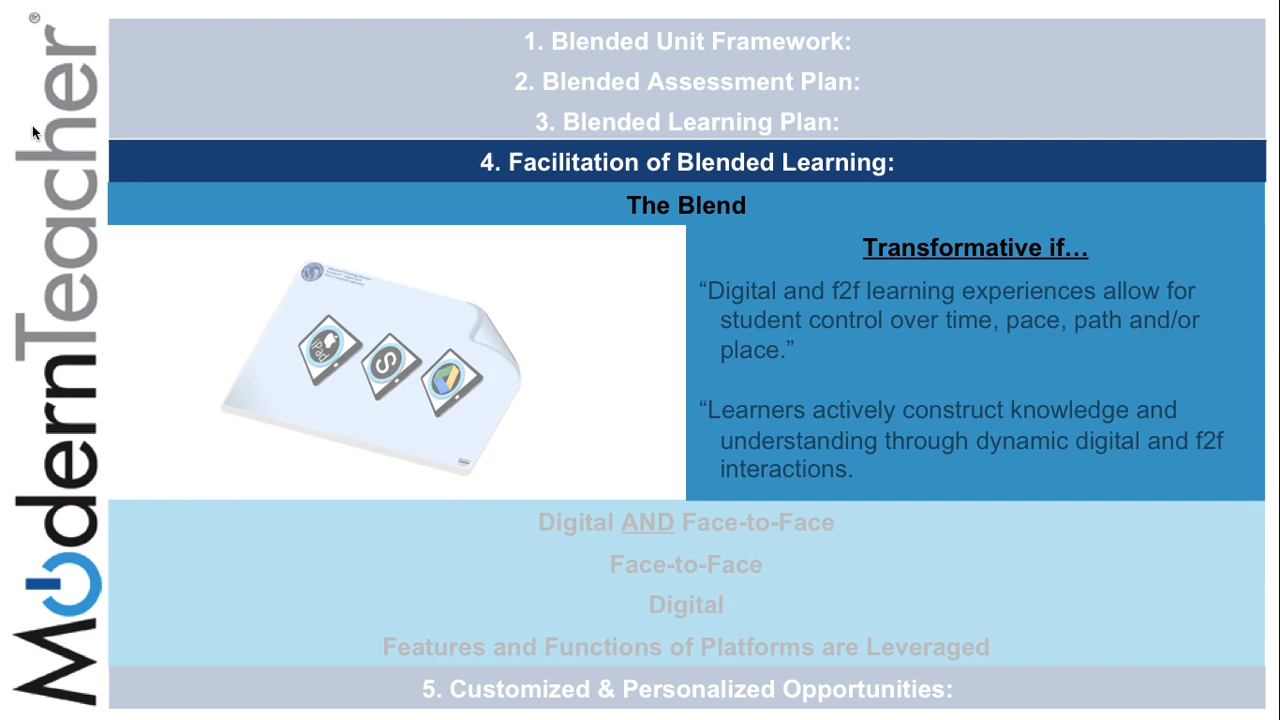 ModernTeacher®
1. Blended Unit Framework:
2. Blended Assessment Plan:
3. Blended Learning Plan:
4. Facilitation of Blended Learning:
The Blend
Transformative if…
“Digital and f2f learning experiences allow for
student control over time, pace, path and/or
place.”
“Learners actively construct knowledge and
understanding through dynamic digital and f2f
interactions.
iPad
S
Digital AND Face-to-Face
Face-to-Face
Digital
Features and Functions of Platforms are Leveraged
5. Customized & Personalized Opportunities: